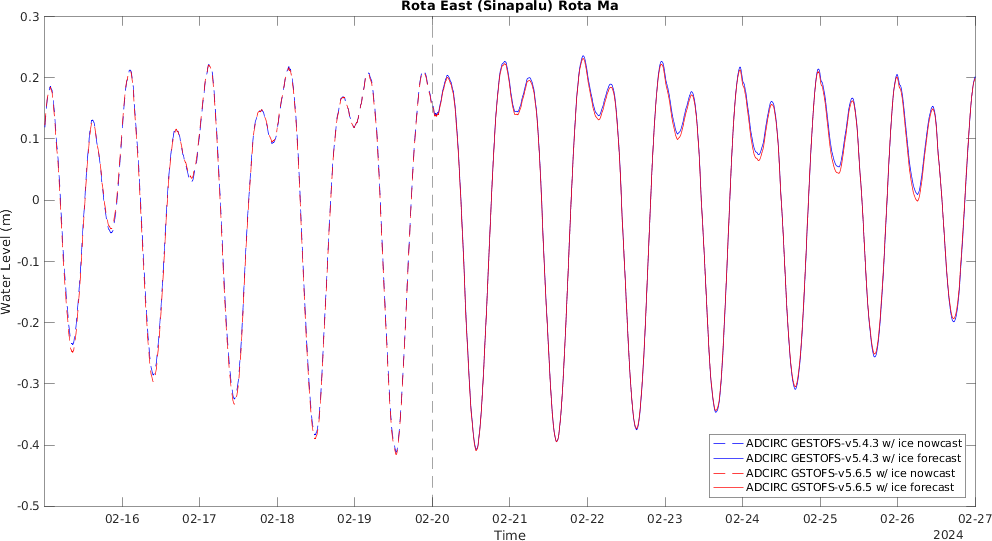 Rota East (Sinapalu) Rota Ma
Water Level (m)
0.3
0.2
0.1
0
-0.1
-0.2
-0.3
-0.4
-0.5
ADCIRC GESTOFS-v5.4.3 w/ ice nowcast
ADCIRC GESTOFS-v5.4.3 w/ ice forecast
ADCIRC GSTOFS-v5.6.5 w/ ice nowcast
ADCIRC GSTOFS-v5.6.5 w/ ice forecast
02-16 02-17 02-18 02-19 02-20 02-21 02-22 02-23 02-24 02-25 02-26 02-27
Time
2024